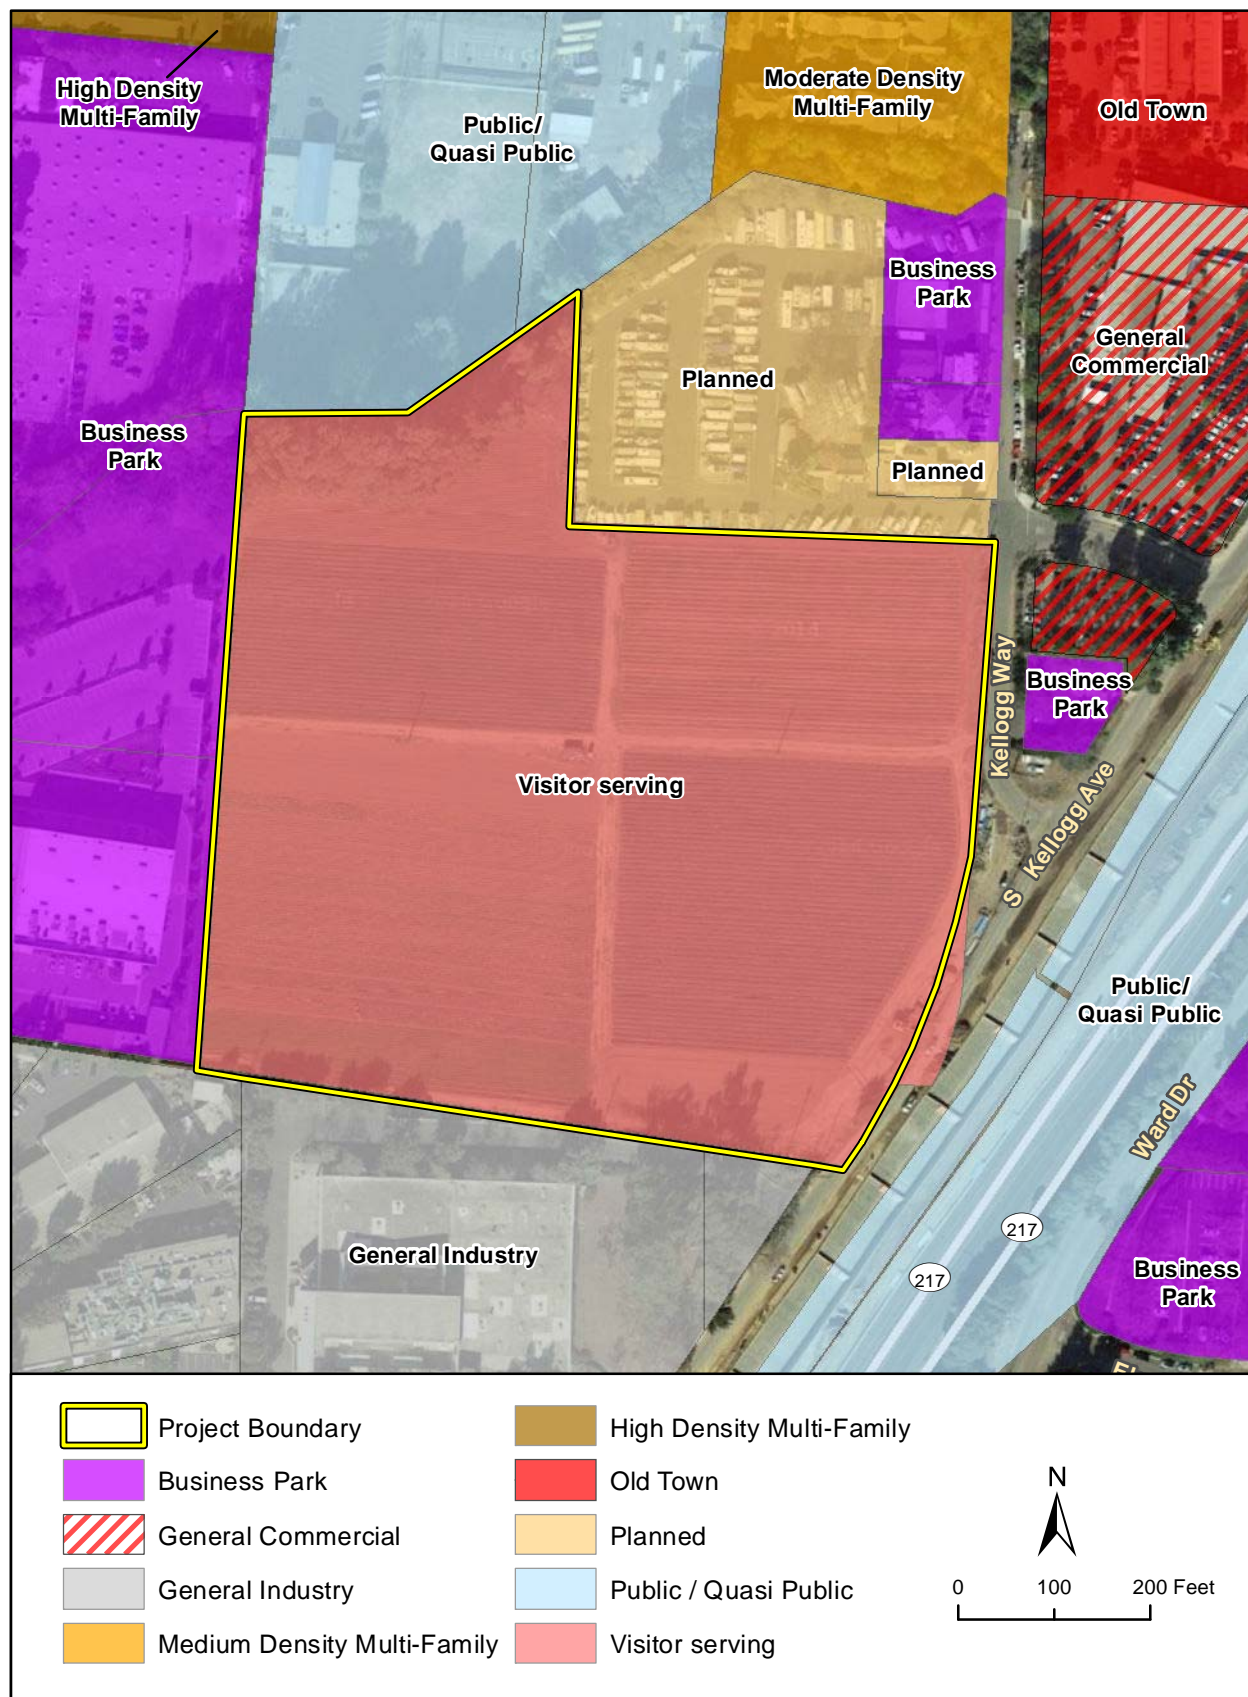 High Density
Multi-Family
Public/
Quasi Public
Moderate Density
Multi-Family
Old Town
Business
Park
General
Commercial
Planned
Business
Park
Planned
Kellogg Way
Business
Park
Visitor serving
S Kellogg Ave
Public/
Quasi Public
Ward Dr
217
217
General Industry
Business
Park
Project Boundary
Business Park
General Commercial
General Industry
Medium Density Multi-Family
High Density Multi-Family
Old Town
Planned
Public / Quasi Public
Visitor serving
N
0 100 200 Feet